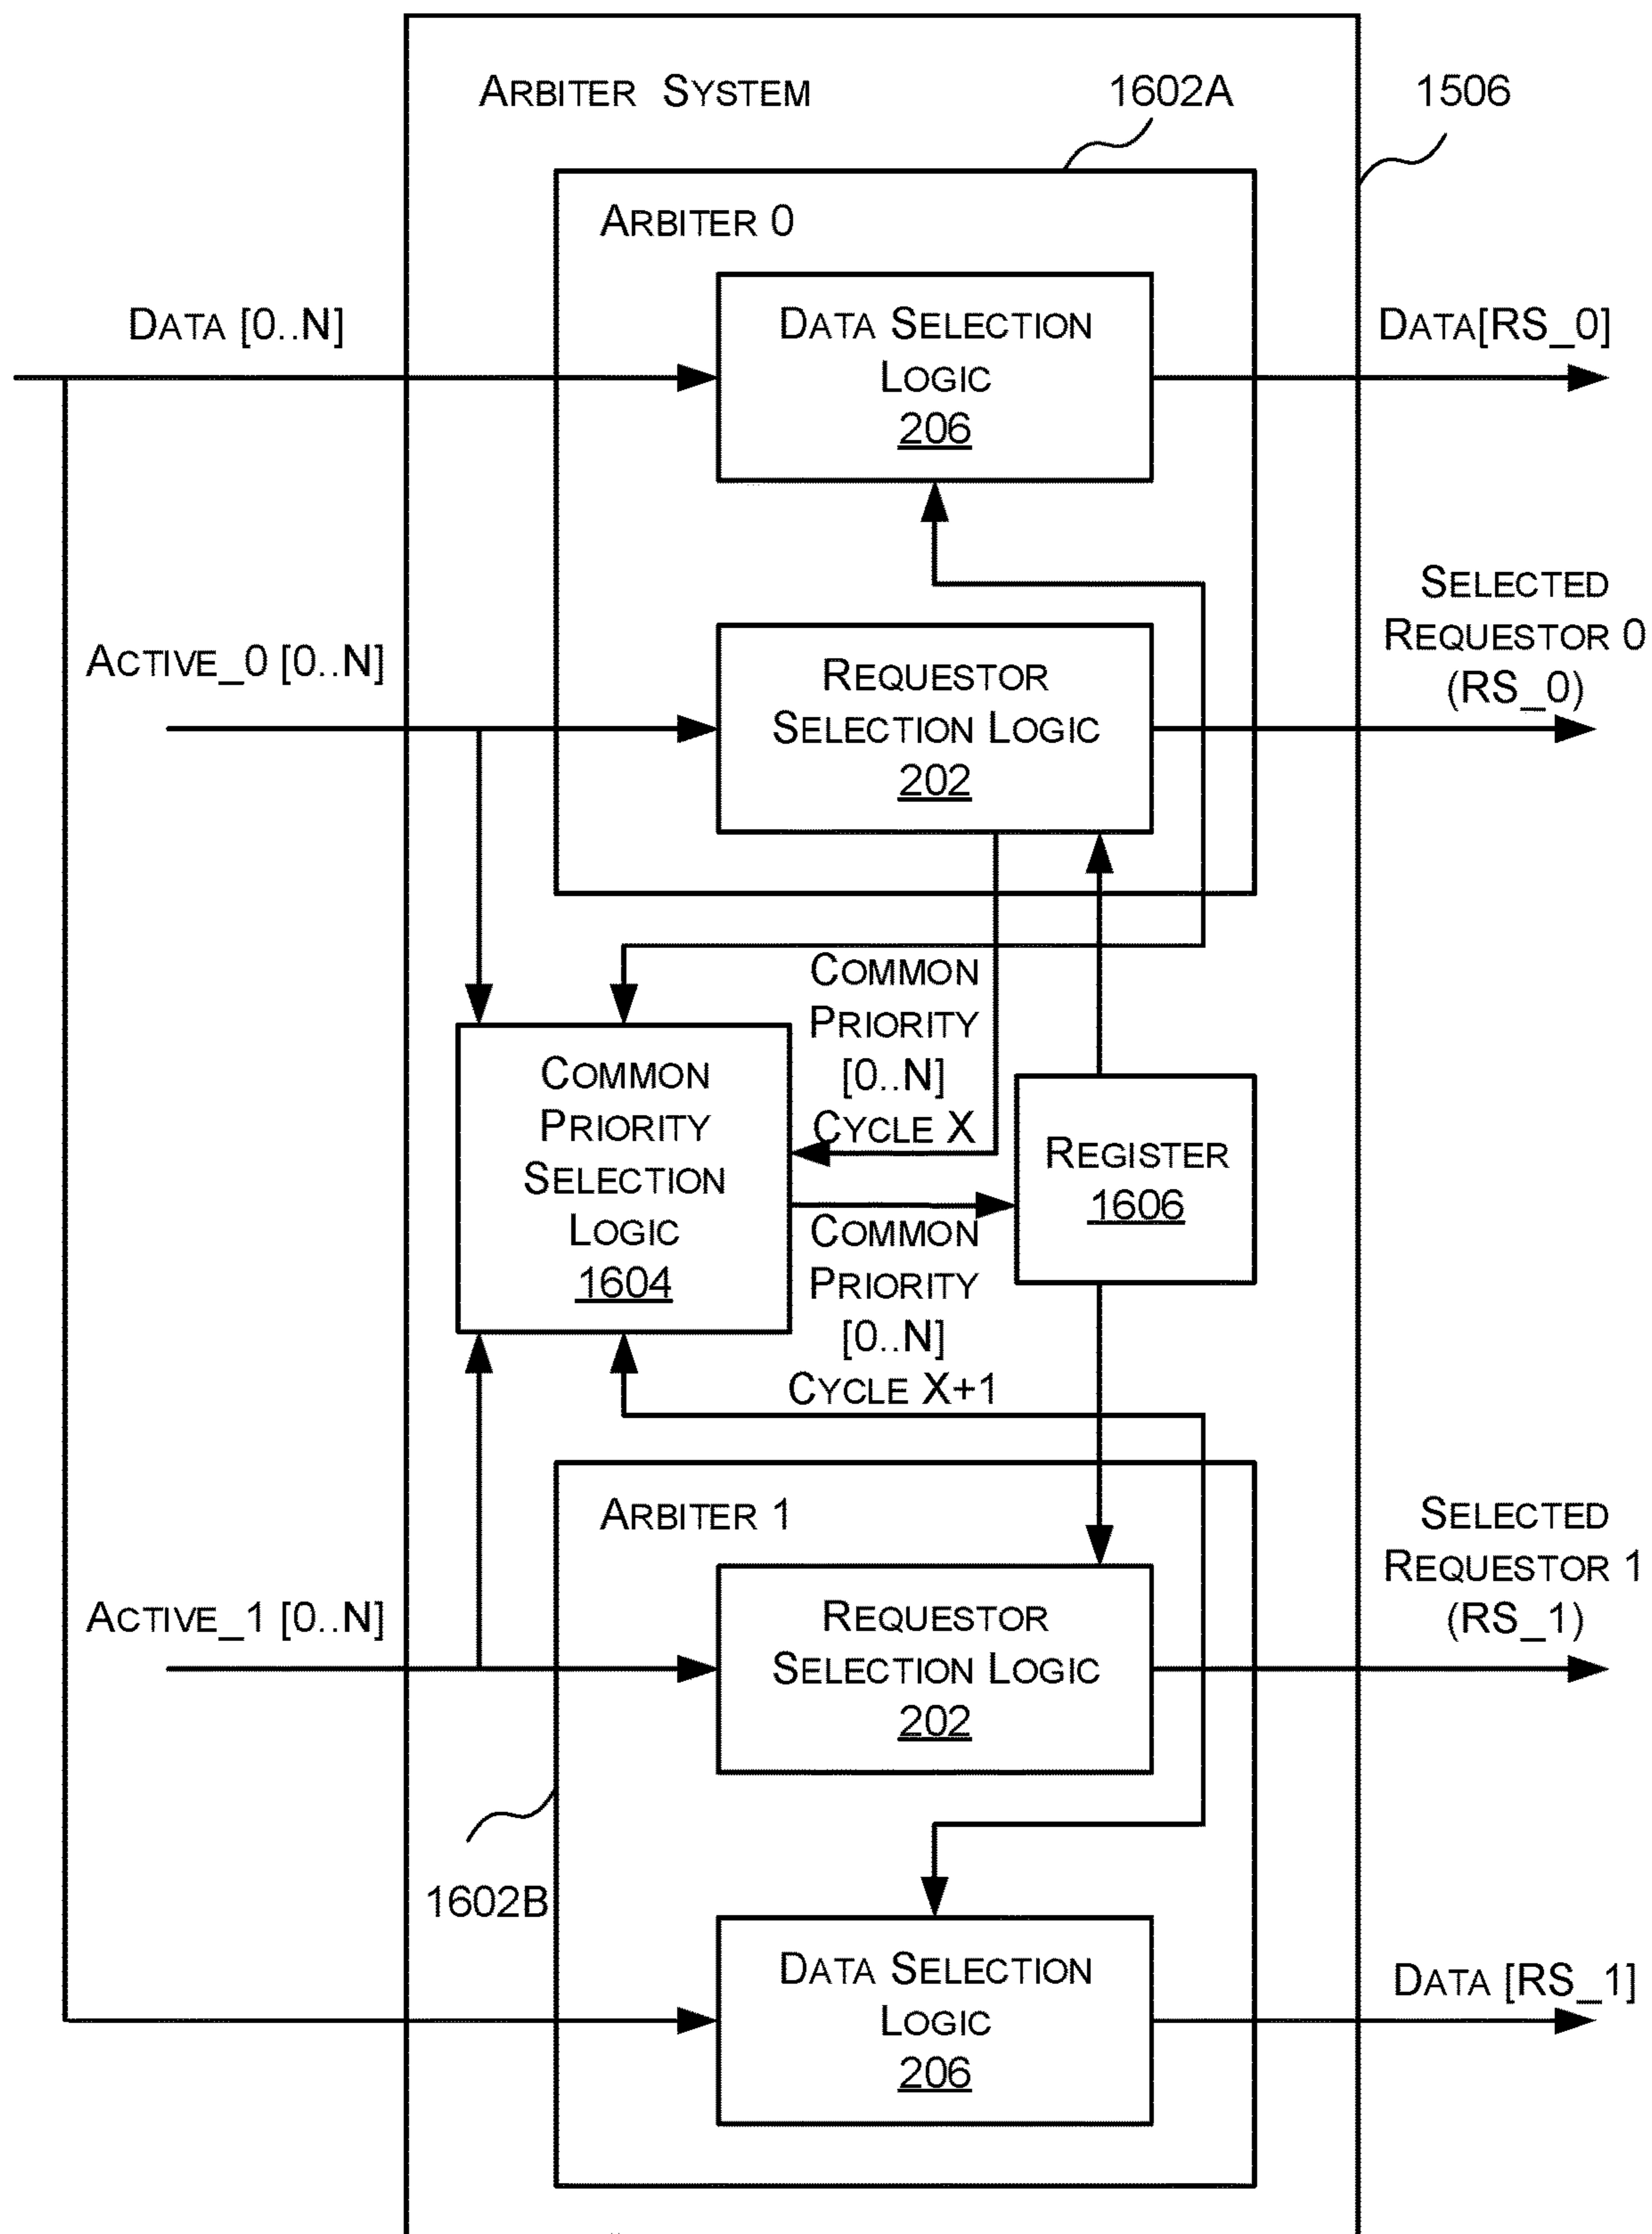 ARBITER SYSTEM
1602A
1506
ARBITER 0
DATA [0..N]
DATA SELECTION
LOGIC
206
DATA[RS_0]
ACTIVE_0 [0..N]
REQUESTOR
SELECTION LOGIC
202
SELECTED
REQUESTOR 0
(RS_0)
COMMON
PRIORITY
[0..N]
CYCLE X
COMMON
PRIORITY
SELECTION
LOGIC
1604
REGISTER
1606
COMMON
PRIORITY
[0..N]
CYCLE X+1
ARBITER 1
ACTIVE_1 [0..N]
REQUESTOR
SELECTION LOGIC
202
SELECTED
REQUESTOR 1
(RS_1)
1602B
DATA SELECTION
LOGIC
206
DATA [RS_1]